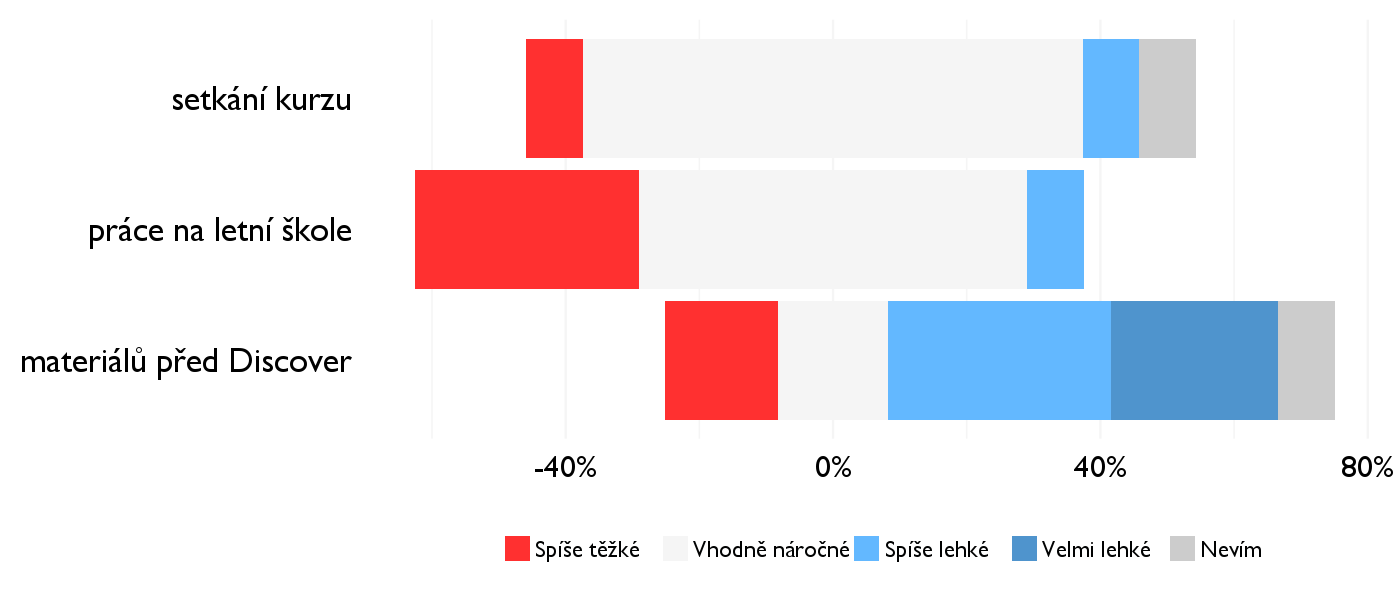 setkání kurzu
práce na letní škole
materiálů před Discover
-40% 0% 40% 80%
Spíše těžké Vhodně náročné Spíše lehké Velmi lehké Nevím